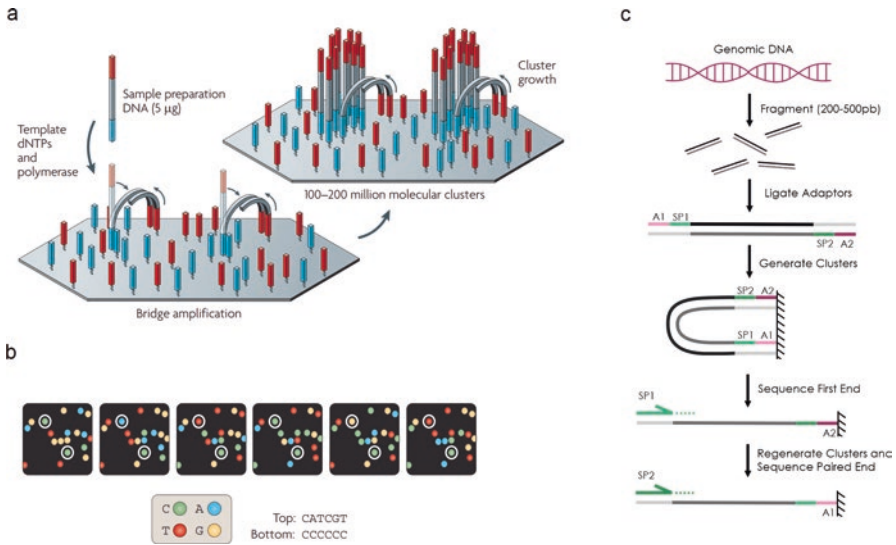 a
Sample preparation
DNA (5 µg)
Template
dNTPs
and
polymerase
Bridge amplification
Cluster
growth
100–200 million molecular clusters
b
C A
T G
Top: CATCGT
Bottom: CCCCCC
c
Genomic DNA
Fragment (200-500pb)
Ligate Adaptors
A1 SP1
SP2 A2
Generate Clusters
SP2 A2
SP1 A1
Sequence First End
SP1
A2
Regenerate Clusters and
Sequence Paired End
SP2
A1